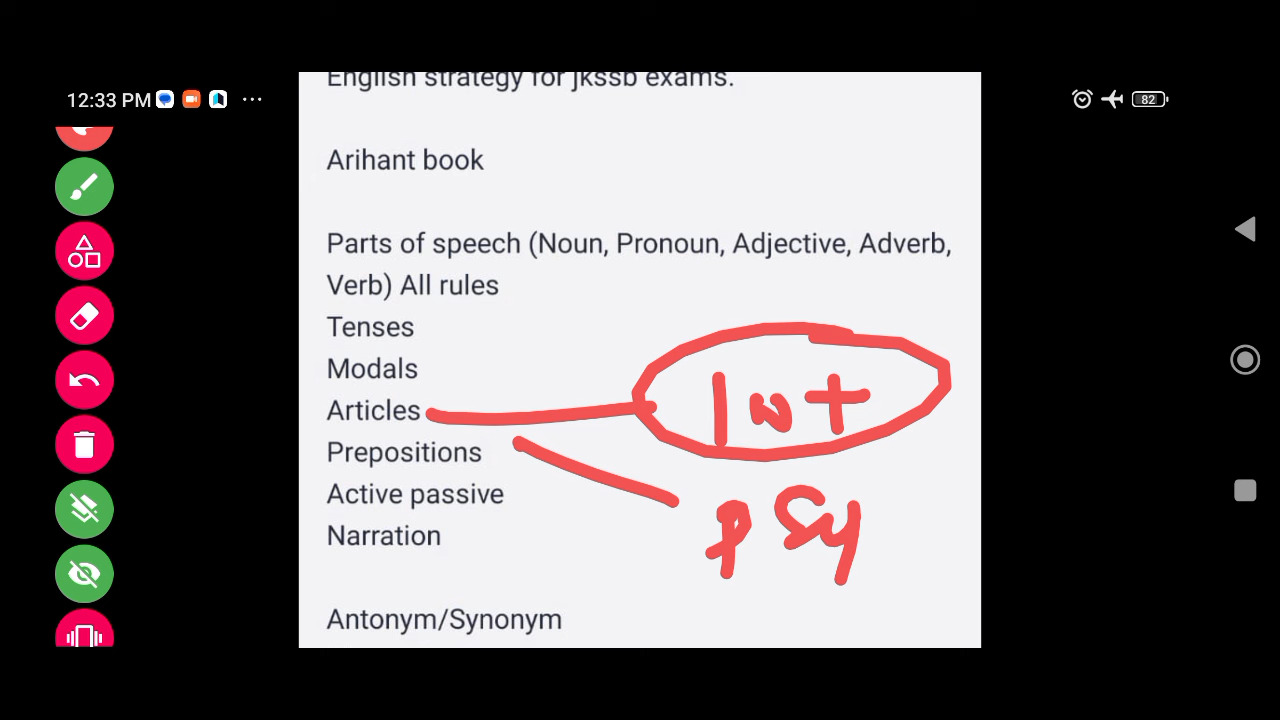 12:33 PM ... 82
English strategy for jkssb exams.
Arihant book
Parts of speech (Noun, Pronoun, Adjective, Adverb,
Verb) All rules
Tenses
Modals
Articles
Prepositions
Active passive
Narration
Antonym/Synonym